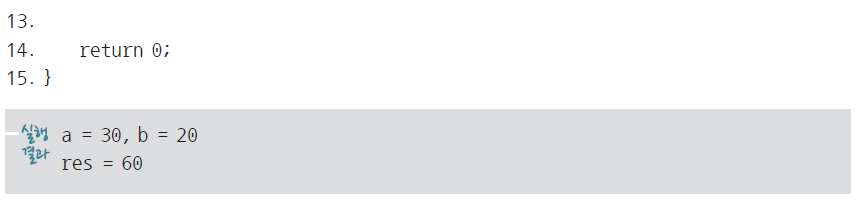 13.
14. return 0;
15. }
실행 a = 30, b = 20
결과 res = 60